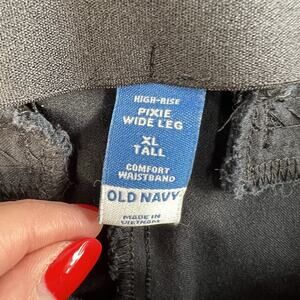 HIGH-RISE
PIXIE
WIDE LEG
XL
TALL
COMFORT
WAISTBAND
OLD NAVY
MADE IN
VIETNAM